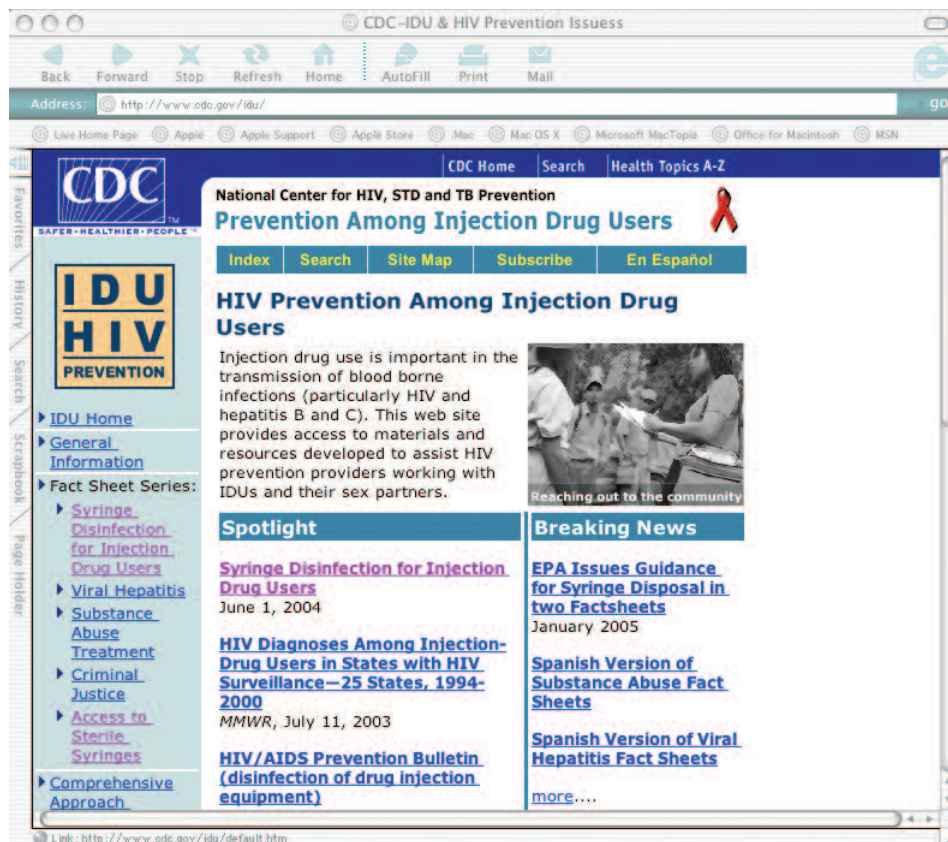 CDC-IDU & HIV Prevention Issuess
Back Forward Stop Refresh Home AutoFill Print Mail
Address: http://www.cdc.gov/idu/ go
Live Home Page Apple Apple Support Apple Store .Mac Mac OS X Microsoft MacTopia Office for Macintosh MSN
Favorites
History
Search
Scrapbook
Page Holder
CDC Home Search Health Topics A-Z
CDC
TM
SAFER•HEALTHIER•PEOPLE™
National Center for HIV, STD and TB Prevention
Prevention Among Injection Drug Users
Index Search Site Map Subscribe En Español
IDU
HIV
PREVENTION
IDU Home
General
Information
Fact Sheet Series:
Syringe
Disinfection
for Injection
Drug Users
Viral Hepatitis
Substance
Abuse
Treatment
Criminal
Justice
Access to
Sterile
Syringes
Comprehensive
Approach
HIV Prevention Among Injection Drug
Users
Injection drug use is important in the
transmission of blood borne
infections (particularly HIV and
hepatitis B and C). This web site
provides access to materials and
resources developed to assist HIV
prevention providers working with
IDUs and their sex partners.
Reaching out to the community
Spotlight
Syringe Disinfection for Injection
Drug Users
June 1, 2004
HIV Diagnoses Among Injection-
Drug Users in States with HIV
Surveillance—25 States, 1994-
2000
MMWR, July 11, 2003
HIV/AIDS Prevention Bulletin
(disinfection of drug injection
equipment)
Breaking News
EPA Issues Guidance
for Syringe Disposal in
two Factsheets
January 2005
Spanish Version of
Substance Abuse Fact
Sheets
Spanish Version of Viral
Hepatitis Fact Sheets
more....
Link: http://www.cdc.gov/idu/default.htm